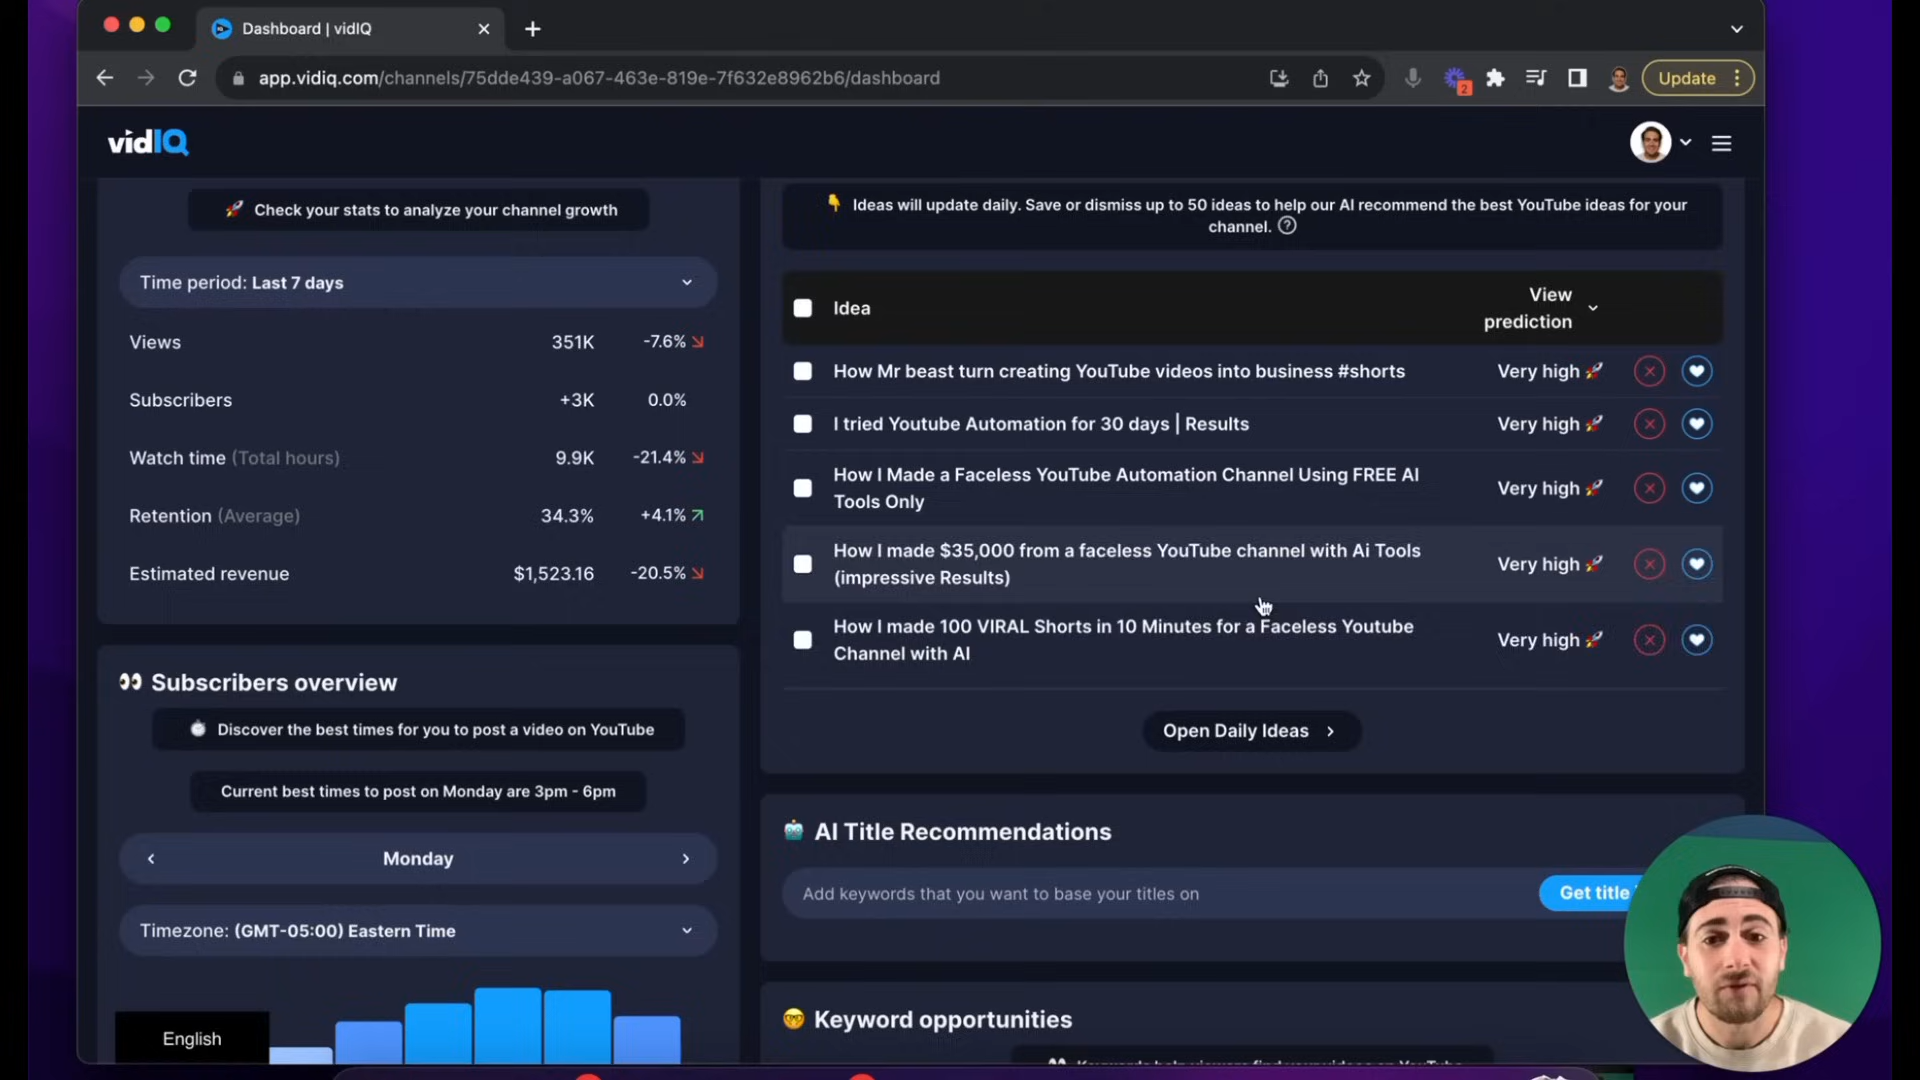 Dashboard | vidIQ
app.vidiq.com/channels/75dde439-a067-463e-819e-7f632e8962b6/dashboard
2
Update
vidIQ
Check your stats to analyze your channel growth
Time period: Last 7 days
Views 351K -7.6%
Subscribers +3K 0.0%
Watch time (Total hours) 9.9K -21.4%
Retention (Average) 34.3% +4.1%
Estimated revenue $1,523.16 -20.5%
Subscribers overview
Discover the best times for you to post a video on YouTube
Current best times to post on Monday are 3pm - 6pm
Monday
Timezone: (GMT-05:00) Eastern Time
English
Ideas will update daily. Save or dismiss up to 50 ideas to help our AI recommend the best YouTube ideas for your
channel.
Idea
View
prediction
How Mr beast turn creating YouTube videos into business #shorts Very high
I tried Youtube Automation for 30 days | Results Very high
How I Made a Faceless YouTube Automation Channel Using FREE AI
Tools Only
Very high
How I made $35,000 from a faceless YouTube channel with Ai Tools
(impressive Results)
Very high
How I made 100 VIRAL Shorts in 10 Minutes for a Faceless Youtube
Channel with AI
Very high
Open Daily Ideas
AI Title Recommendations
Add keywords that you want to base your titles on
Get title
Keyword opportunities